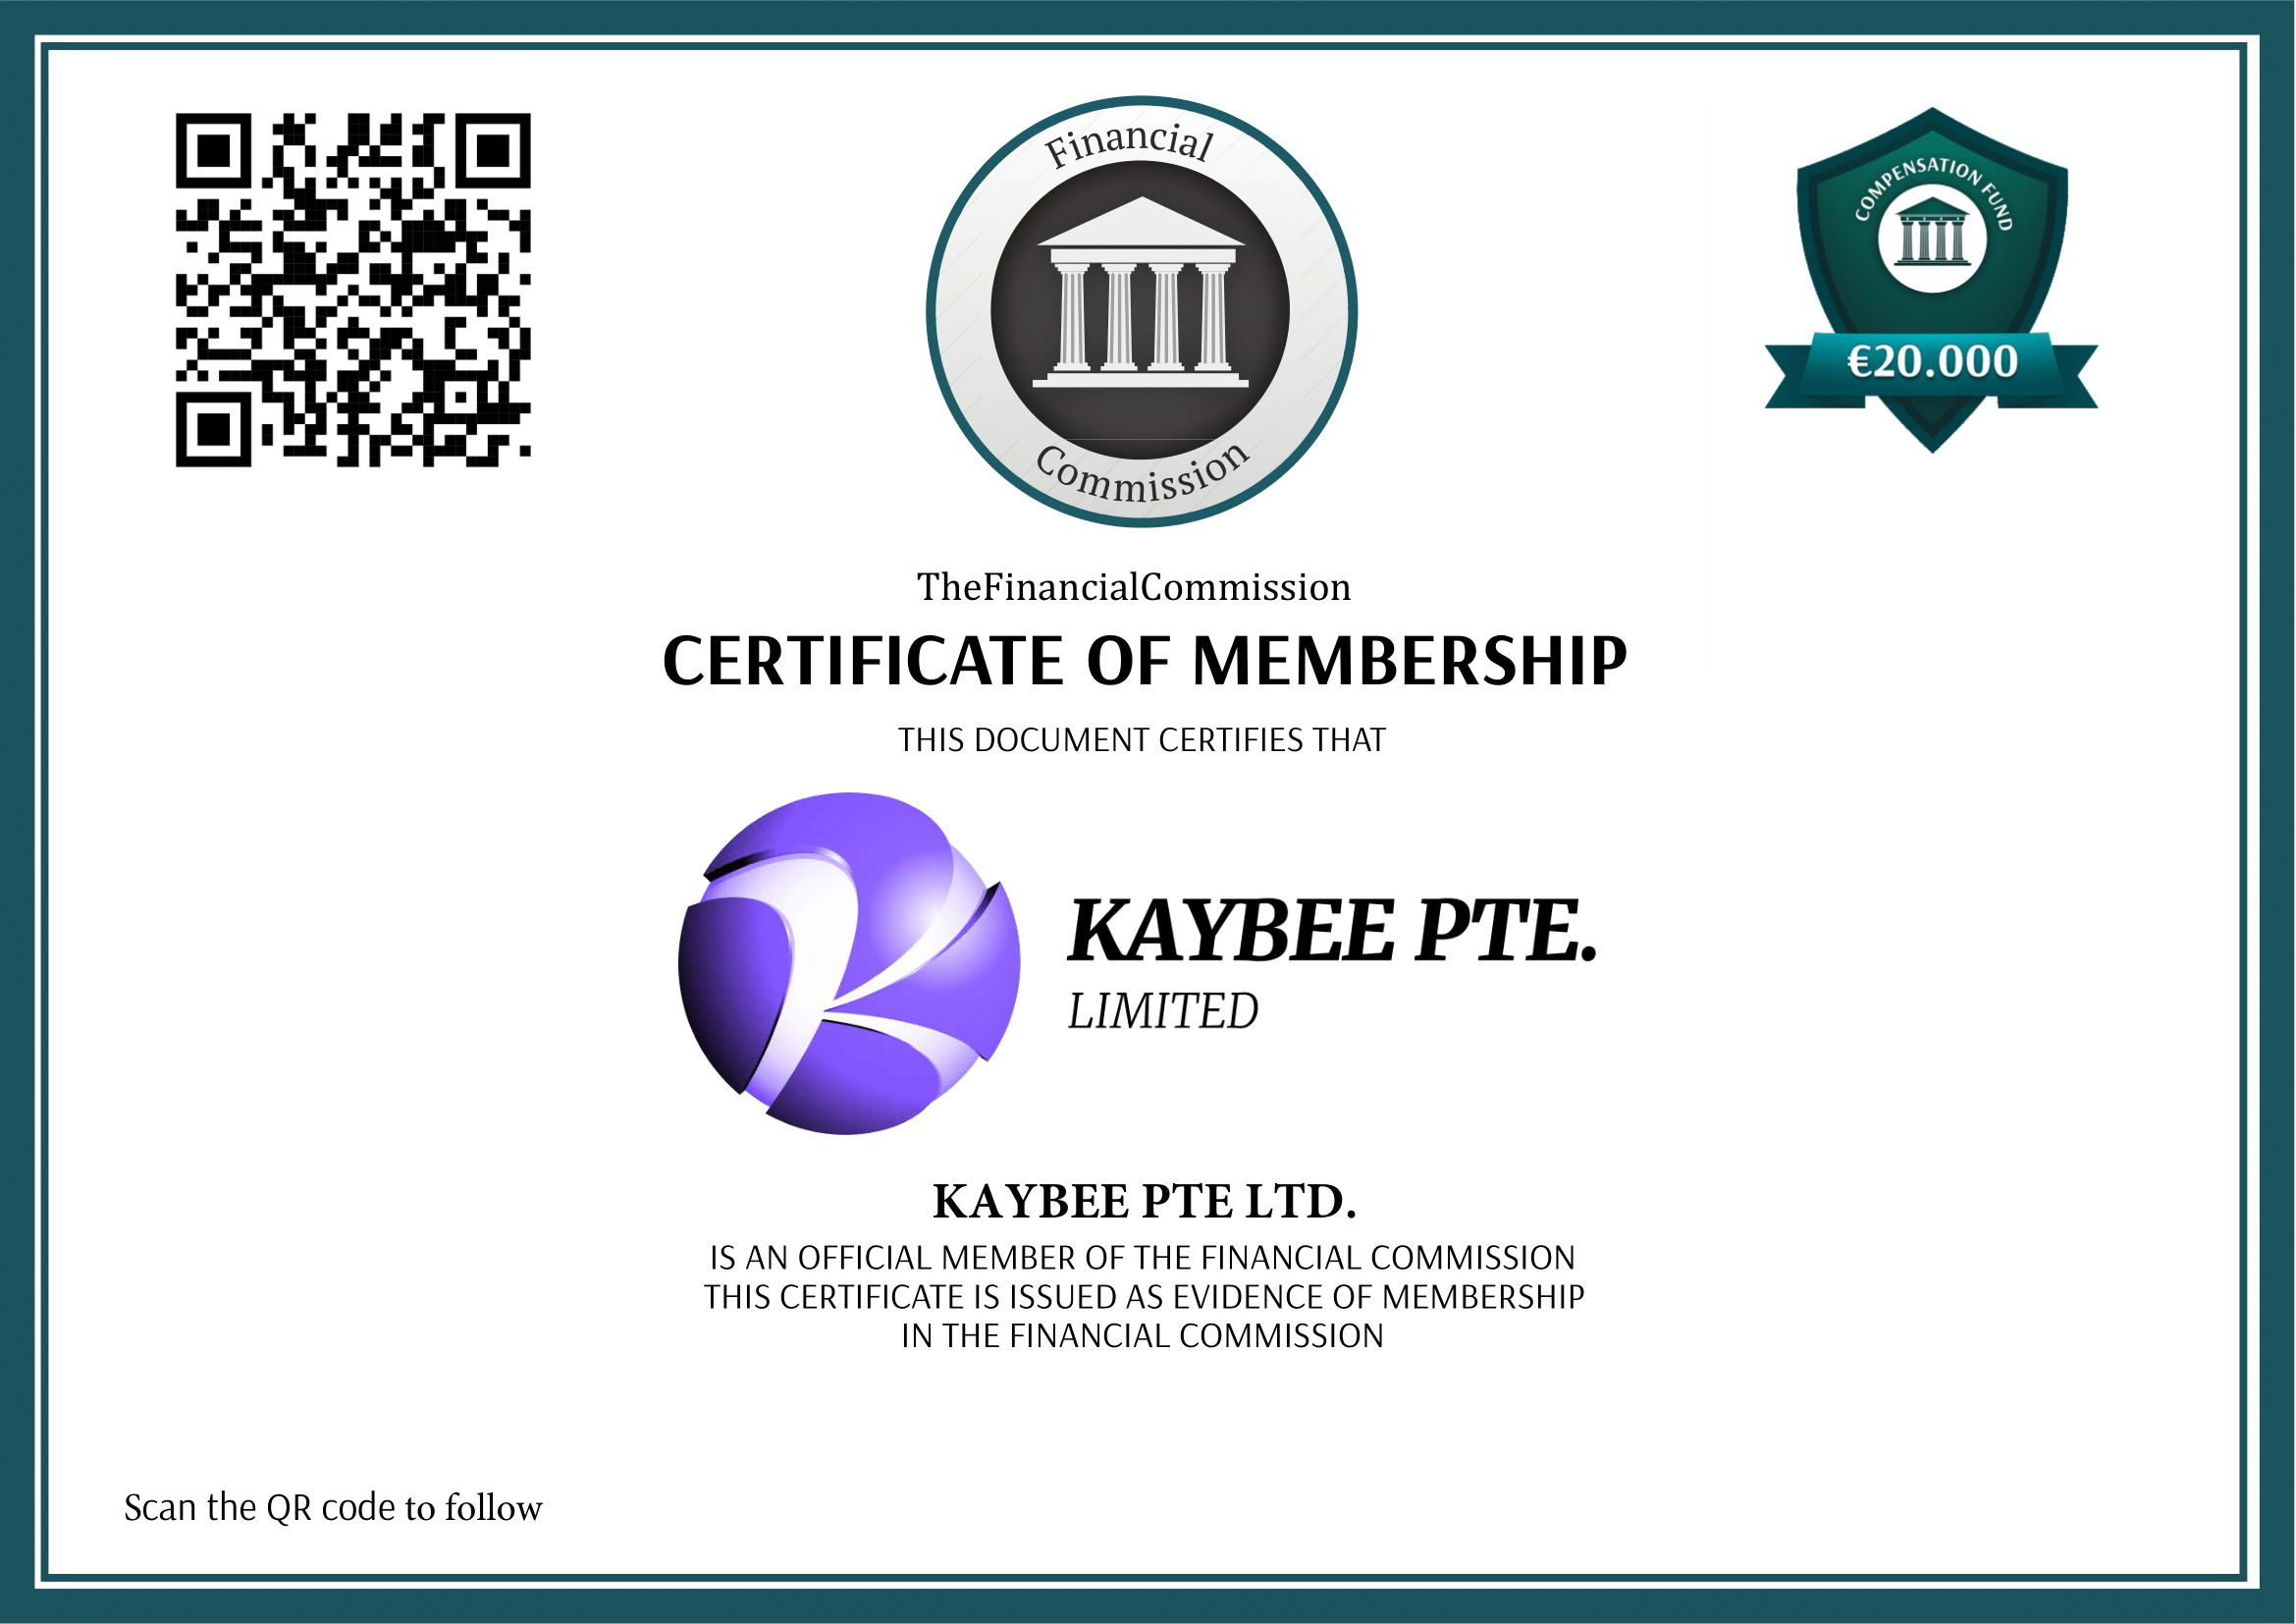 Financial
Commission
COMPENSATION FUND
€20.000
TheFinancialCommission
CERTIFICATE OF MEMBERSHIP
THIS DOCUMENT CERTIFIES THAT
KAYBEE PTE.
LIMITED
KAYBEE PTE LTD.
IS AN OFFICIAL MEMBER OF THE FINANCIAL COMMISSION
THIS CERTIFICATE IS ISSUED AS EVIDENCE OF MEMBERSHIP
IN THE FINANCIAL COMMISSION
Scan the QR code to follow